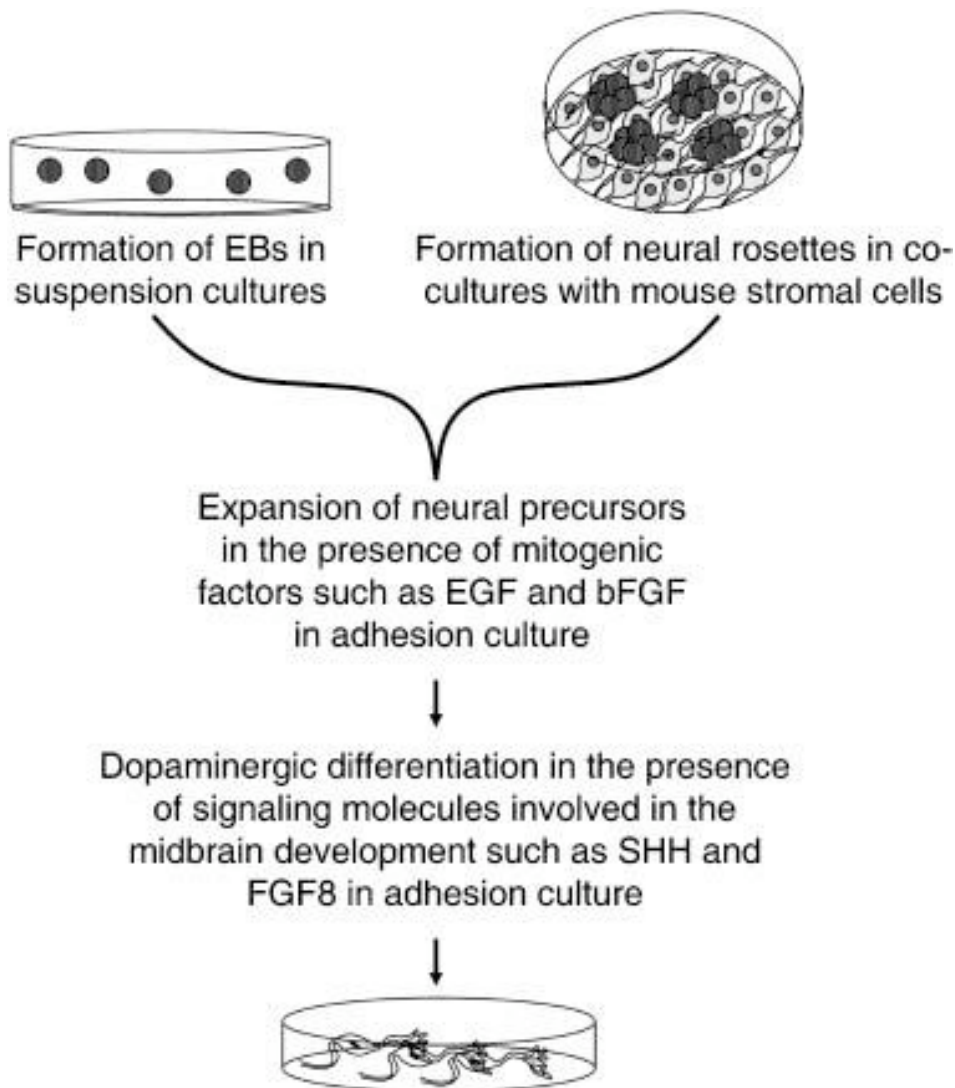 Formation of EBs in
suspension cultures
Formation of neural rosettes in co-
cultures with mouse stromal cells
Expansion of neural precursors
in the presence of mitogenic
factors such as EGF and bFGF
in adhesion culture
Dopaminergic differentiation in the presence
of signaling molecules involved in the
midbrain development such as SHH and
FGF8 in adhesion culture